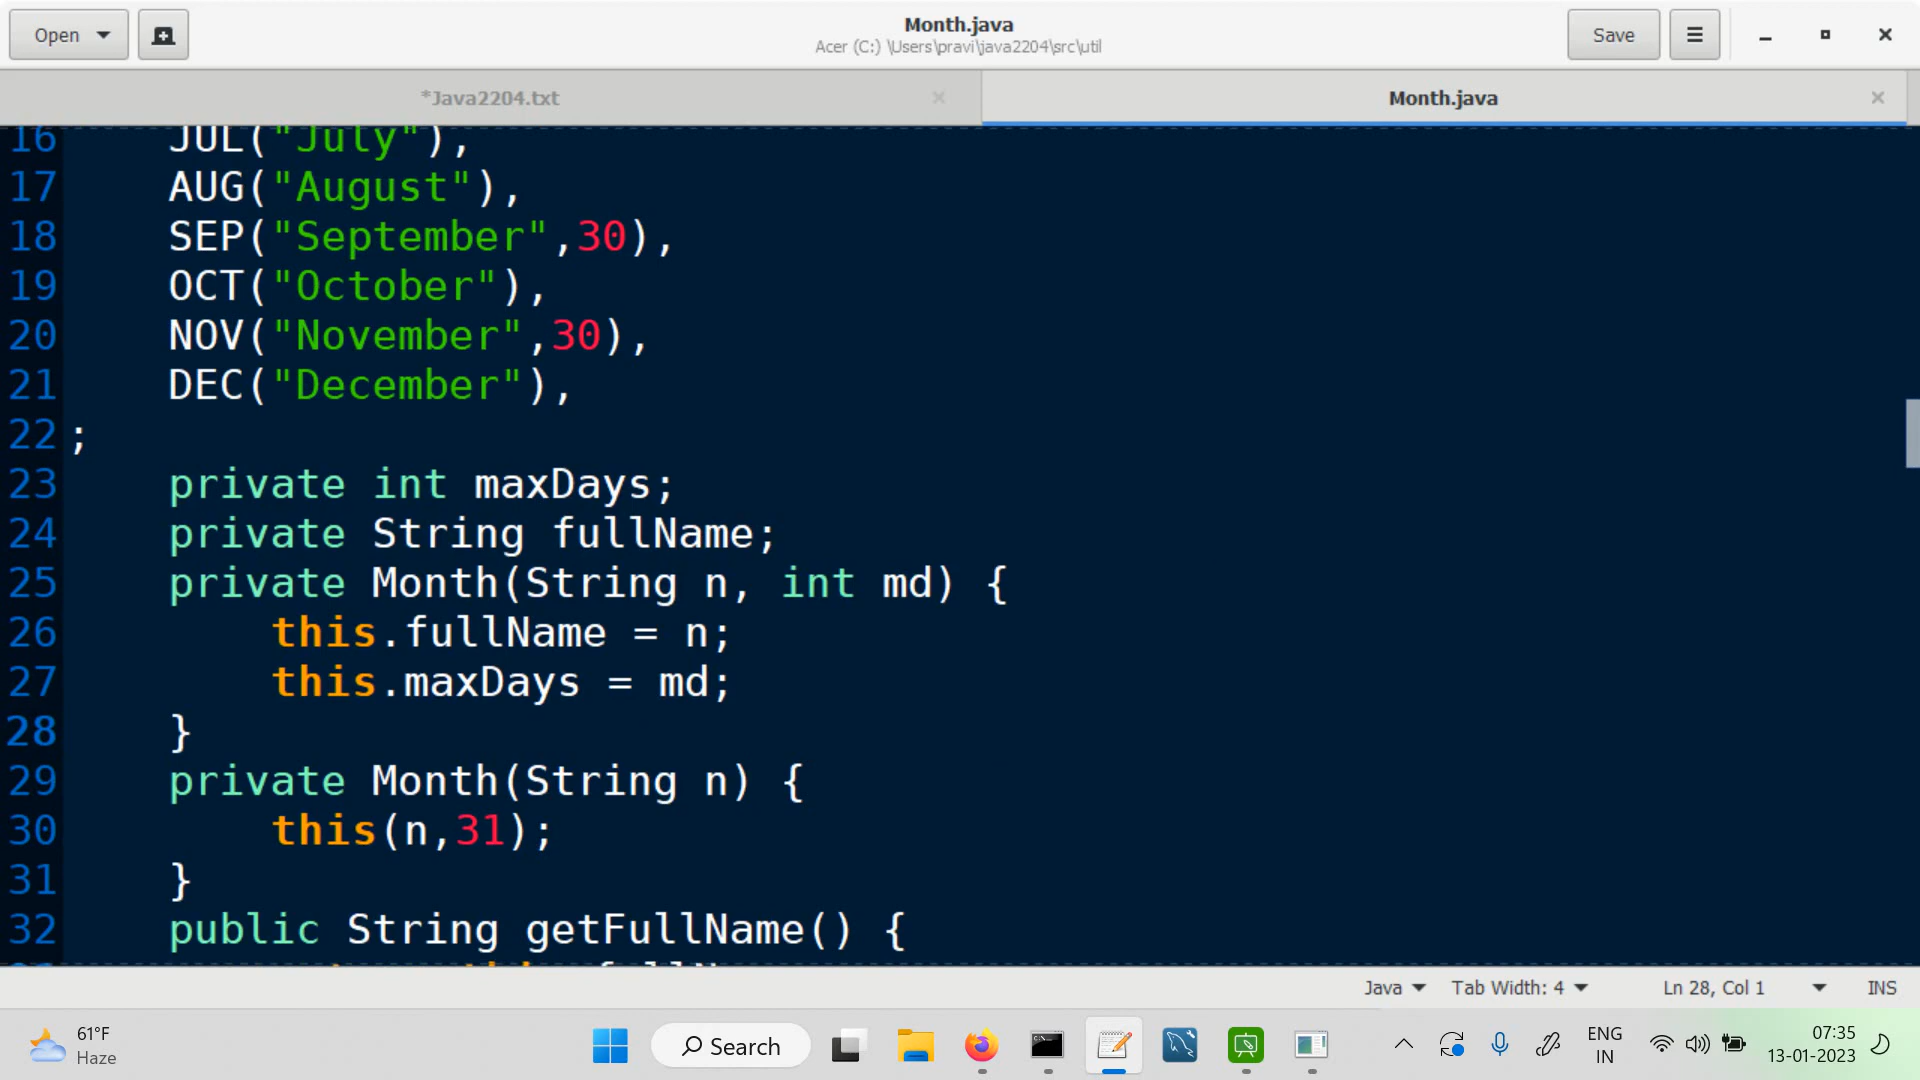 Open
Month.java
Acer (C:) \Users\pravi\java2204\src\util
Save
*Java2204.txt
Month.java
16 JUL("July"),
17 AUG("August"),
18 SEP("September",30),
19 OCT("October"),
20 NOV("November",30),
21 DEC("December"),
22 ;
23 private int maxDays;
24 private String fullName;
25 private Month(String n, int md) {
26 this.fullName = n;
27 this.maxDays = md;
28 }
29 private Month(String n) {
30 this(n,31);
31 }
32 public String getFullName() {
Java
Tab Width: 4
Ln 28, Col 1
INS
61°F
Haze
Search
ENG
IN
07:35
13-01-2023